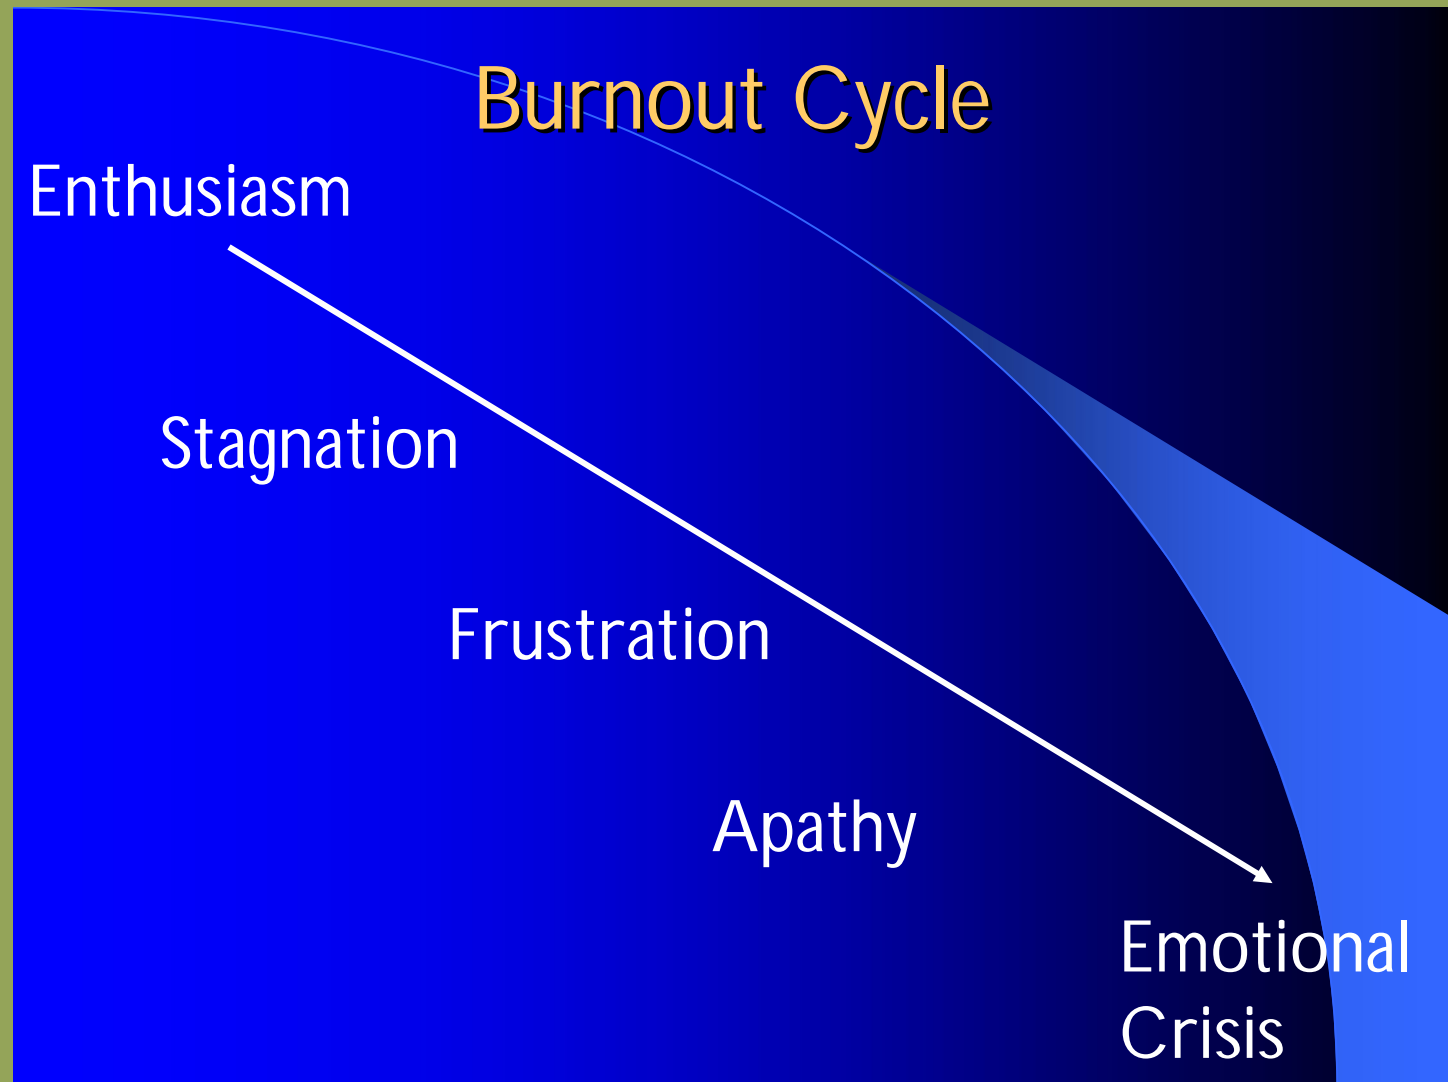 Burnout Cycle
Enthusiasm
Stagnation
Frustration
Apathy
Emotional
Crisis